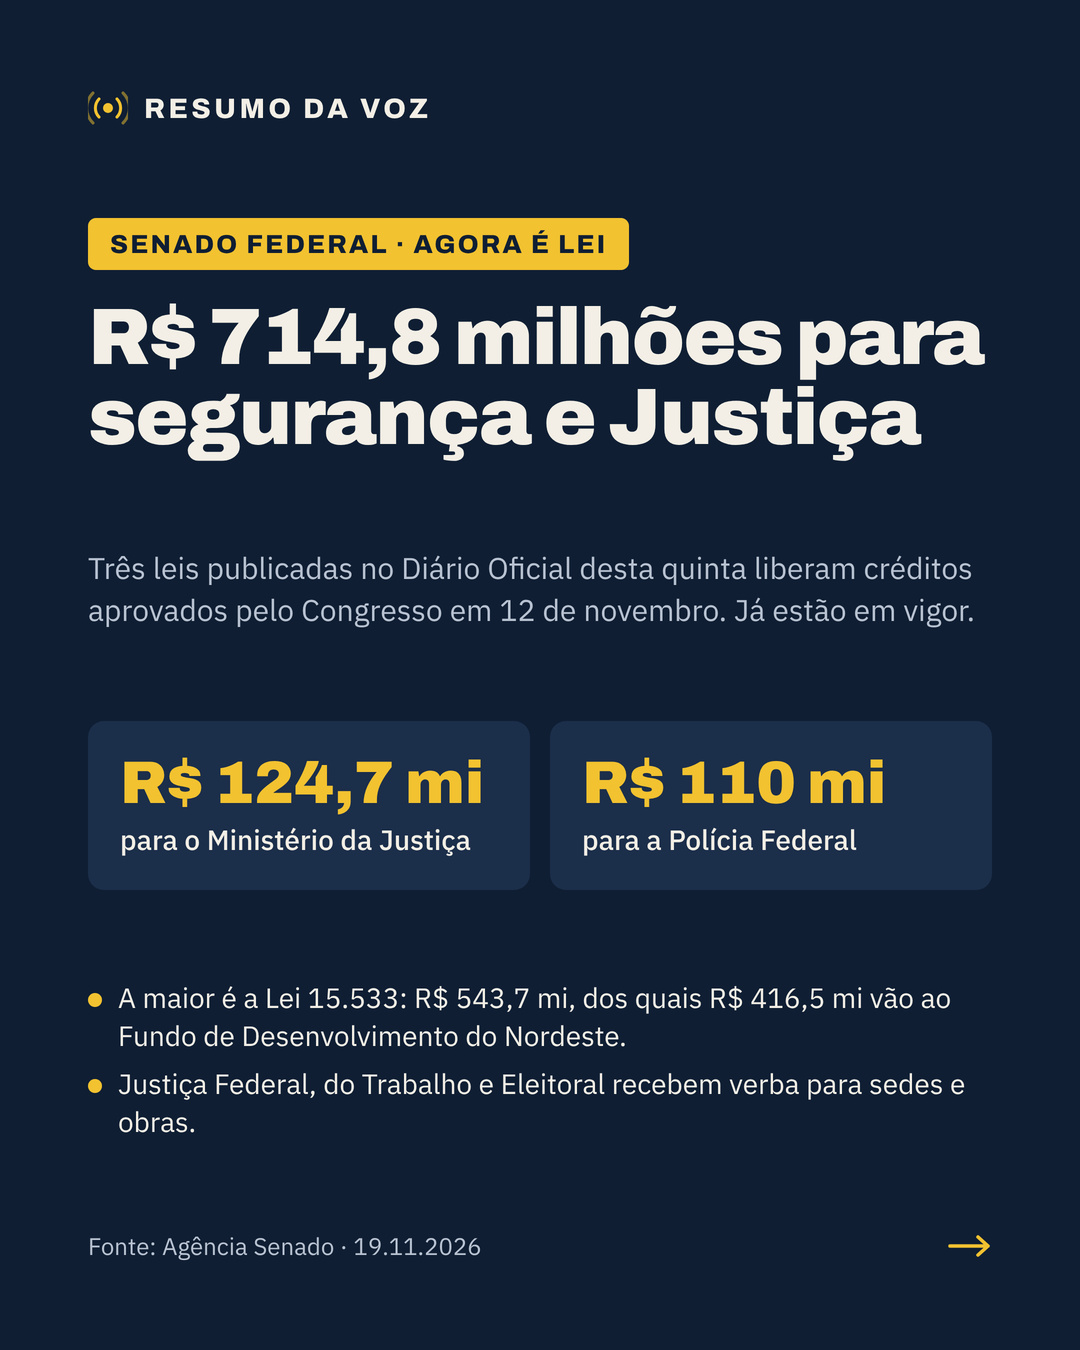 RESUMO DA VOZ
SENADO FEDERAL · AGORA É LEI
R$ 714,8 milhões para
segurança e Justiça
Três leis publicadas no Diário Oficial desta quinta liberam créditos
aprovados pelo Congresso em 12 de novembro. Já estão em vigor.
R$ 124,7 mi
para o Ministério da Justiça
R$ 110 mi
para a Polícia Federal
A maior é a Lei 15.533: R$ 543,7 mi, dos quais R$ 416,5 mi vão ao
Fundo de Desenvolvimento do Nordeste.
Justiça Federal, do Trabalho e Eleitoral recebem verba para sedes e
obras.
Fonte: Agência Senado · 19.11.2026